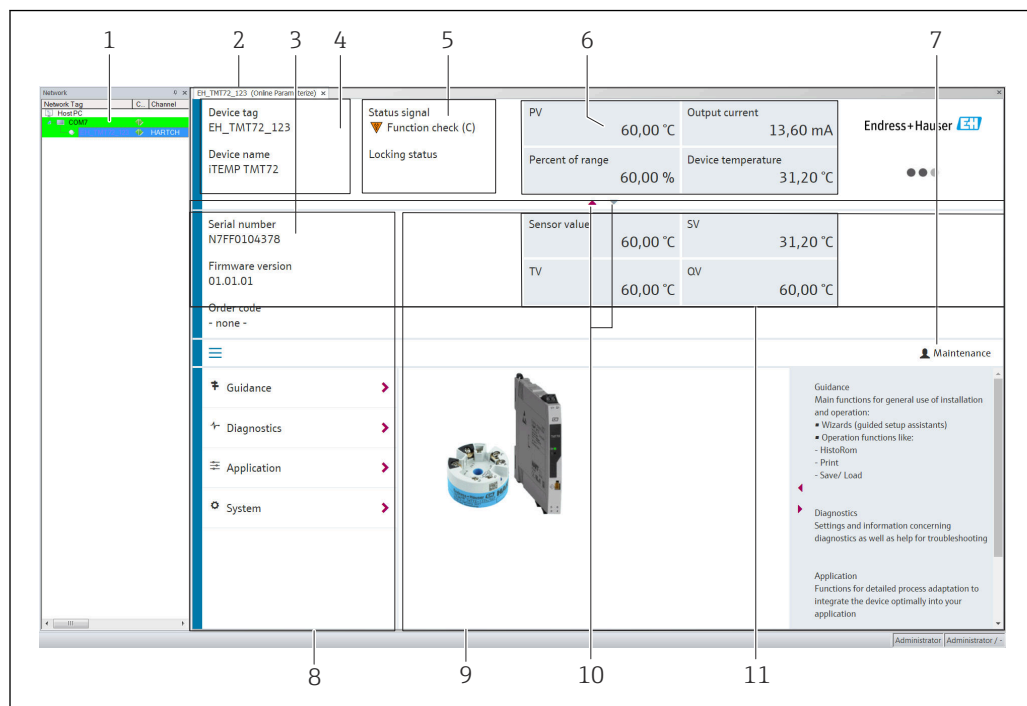 1 2 3 4 5 6 7
Network
Network Tag C... Channel
Host PC
COM7
HARTCH
EH_TMT72_123 (Online Parameterize) ×
Device tag
EH_TMT72_123
Device name
iTEMP TMT72
Status signal
Function check (C)
Locking status
PV
60,00 °C
Output current
13,60 mA
Percent of range
60,00 %
Device temperature
31,20 °C
Endress+Hauser EH
Serial number
N7FF0104378
Firmware version
01.01.01
Order code
- none -
Sensor value
60,00 °C
SV
31,20 °C
TV
60,00 °C
QV
60,00 °C
Maintenance
Guidance
Diagnostics
Application
System
Guidance
Main functions for general use of installation
and operation:
▪ Wizards (guided setup assistants)
▪ Operation functions like:
- HistoRom
- Print
- Save/ Load
Diagnostics
Settings and information concerning
diagnostics as well as help for troubleshooting
Application
Functions for detailed process adaptation to
integrate the device optimally into your
application
Administrator Administrator / -
8 9 10 11